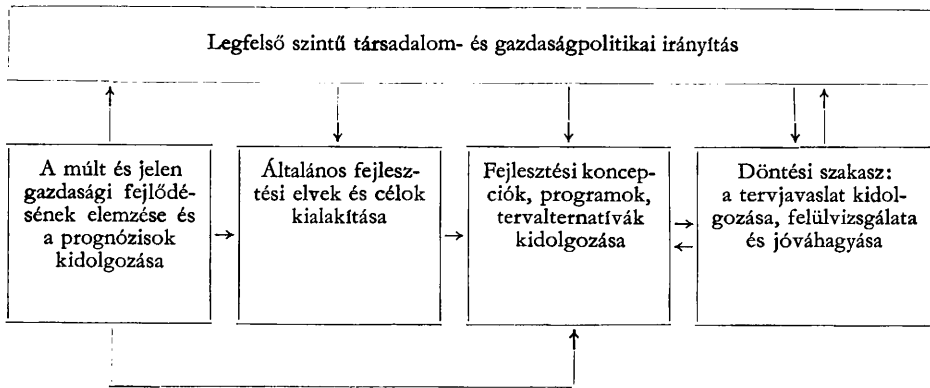 Legfelső szintű társadalom- és gazdaságpolitikai irányítás
A múlt és jelen
gazdasági fejlődé-
sének elemzése és
a prognózisok
kidolgozása
Általános fejlesz-
tési elvek és célok
kialakítása
Fejlesztési koncep-
ciók, programok,
tervalternatívák
kidolgozása
Döntési szakasz:
a tervjavaslat kidol-
gozása, felülvizsgálata
és jóváhagyása